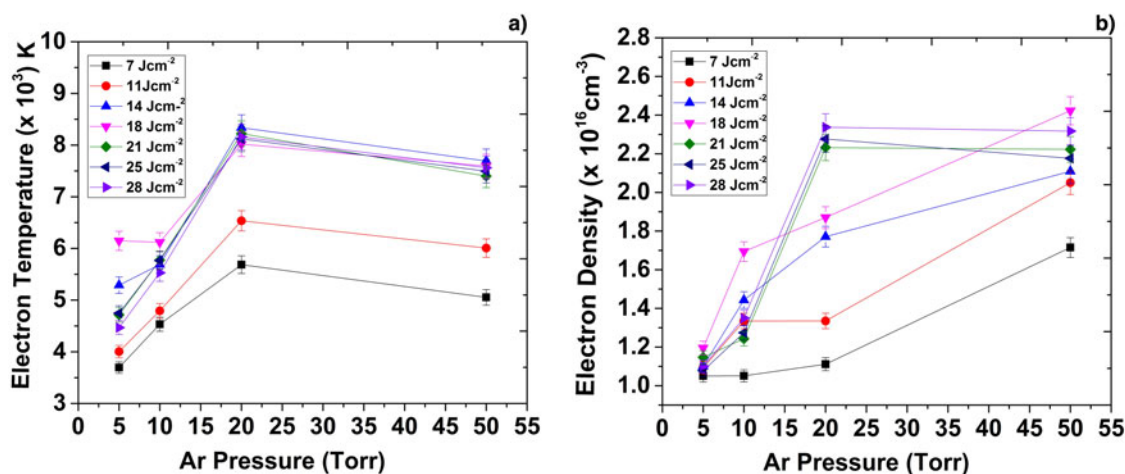 a)
Electron Temperature (x 10³) K
10
9
8
7
6
5
4
3
7 Jcm⁻²
11Jcm⁻²
14 Jcm-²
18 Jcm⁻²
21 Jcm⁻²
25 Jcm⁻²
28 Jcm⁻²
0 5 10 15 20 25 30 35 40 45 50 55
Ar Pressure (Torr)
b)
Electron Density (x 10¹⁶cm⁻³)
2.8
2.6
2.4
2.2
2.0
1.8
1.6
1.4
1.2
1.0
7 Jcm⁻²
11Jcm⁻²
14 Jcm⁻²
18 Jcm⁻²
21 Jcm⁻²
25 Jcm⁻²
28 Jcm⁻²
0 5 10 15 20 25 30 35 40 45 50 55
Ar Pressure (Torr)